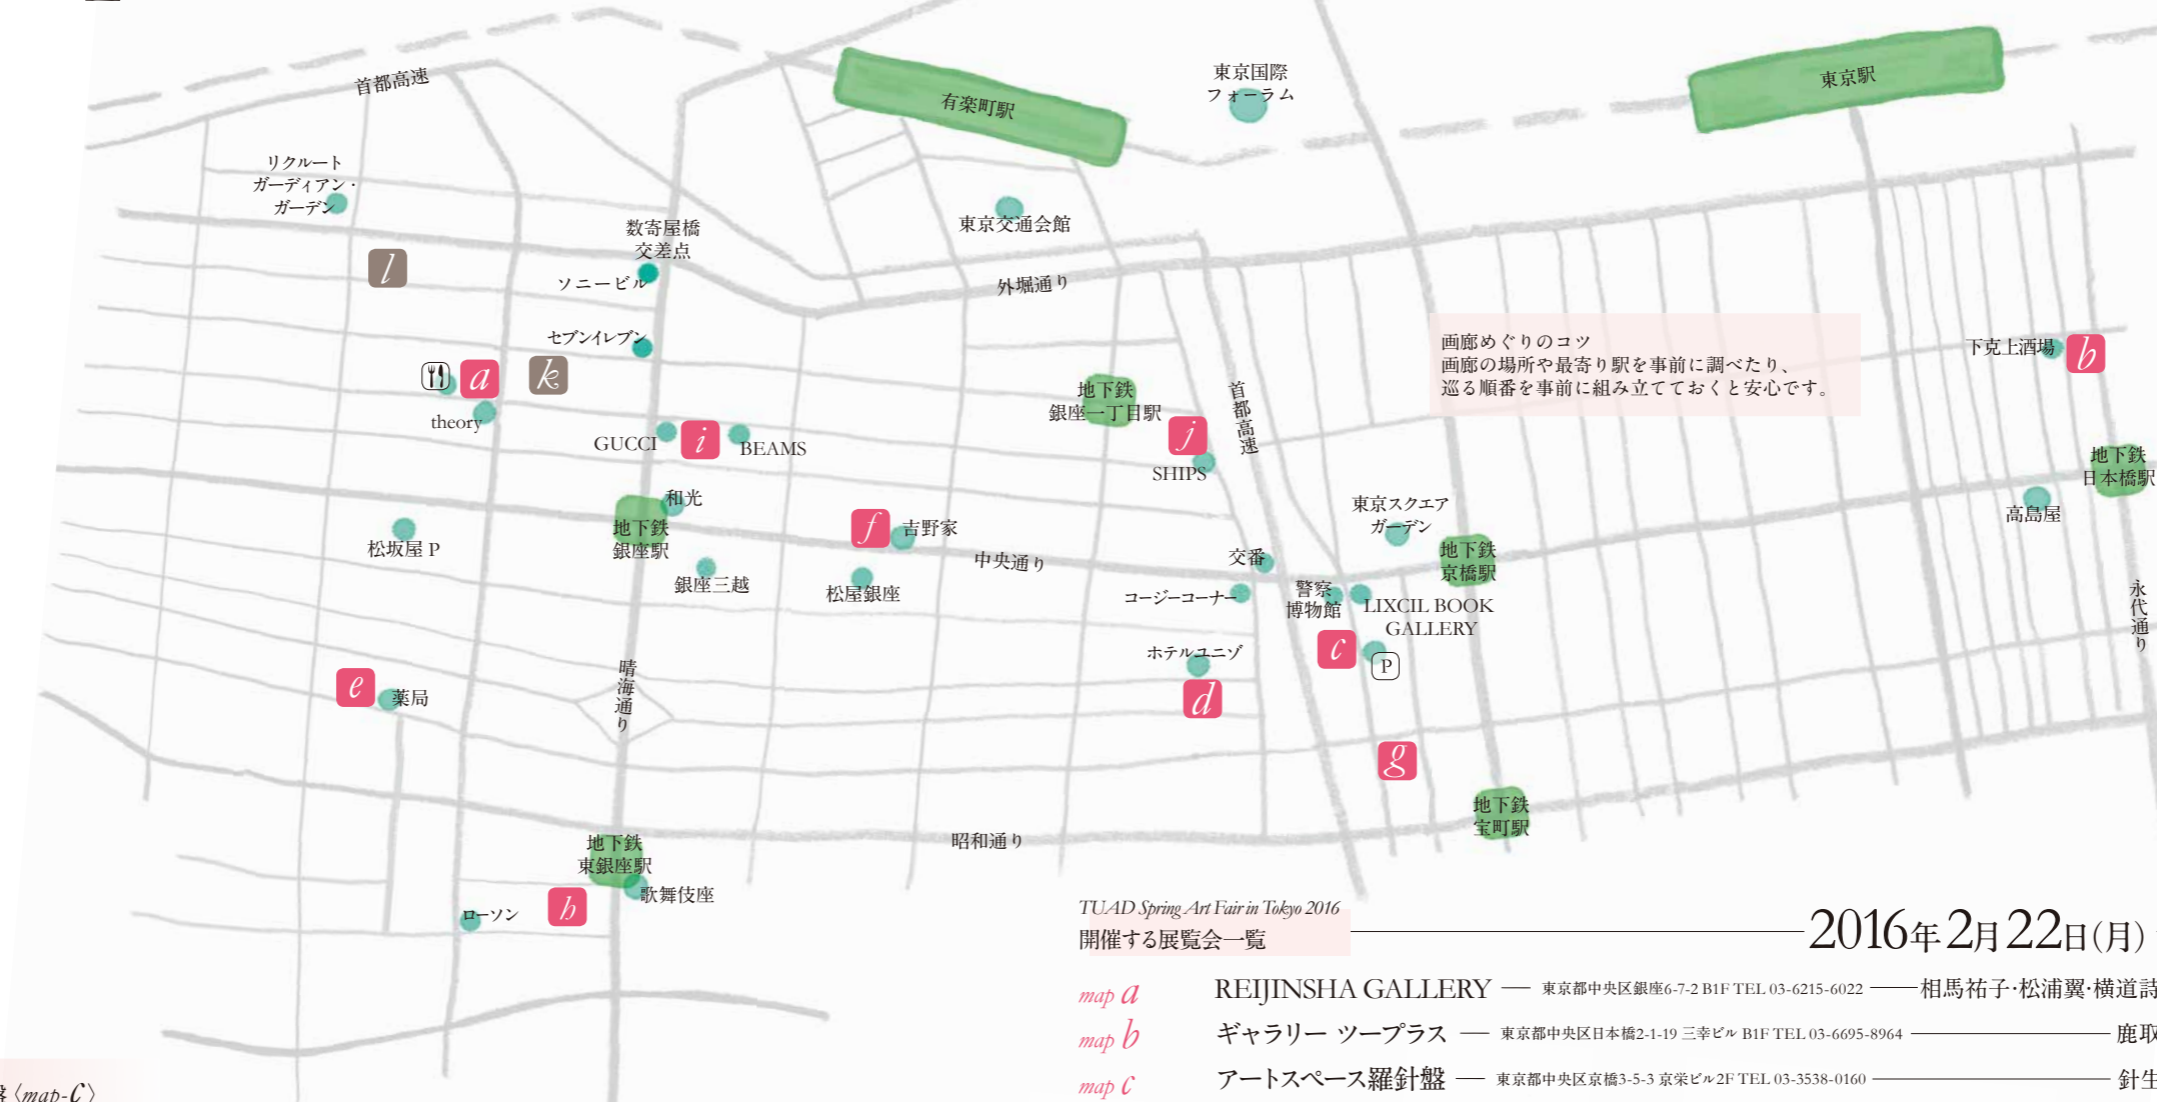 首都高速
有楽町駅
東京国際
フォーラム
東京駅
リクルート
ガーディアン・
ガーデン
数寄屋橋
交差点
東京交通会館
l
ソニービル
外堀通り
セブンイレブン
画廊めぐりのコツ
画廊の場所や最寄り駅を事前に調べたり、
巡る順番を事前に組み立てておくと安心です。
下克上酒場
b
a
k
theory
地下鉄
銀座一丁目駅
首都高速
GUCCI
i
BEAMS
j
SHIPS
地下鉄
日本橋駅
和光
地下鉄
銀座駅
f
吉野家
東京スクエア
ガーデン
高島屋
松坂屋 P
銀座三越
松屋銀座
中央通り
交番
地下鉄
京橋駅
コージーコーナー
警察
博物館
LIXCIL BOOK
GALLERY
永代通り
c
P
ホテルユニゾ
d
e
薬局
晴海通り
g
地下鉄
宝町駅
地下鉄
東銀座駅
昭和通り
歌舞伎座
h
ローソン
TUAD Spring Art Fair in Tokyo 2016
開催する展覧会一覧
2016年2月22日(月)
map a REIJINSHA GALLERY 東京都中央区銀座6-7-2 B1F TEL 03-6215-6022 相馬祐子・松浦翼・横道詩
map b ギャラリー ツープラス 東京都中央区日本橋2-1-19 三幸ビル B1F TEL 03-6695-8964 鹿取
map c アートスペース羅針盤 東京都中央区京橋3-5-3 京栄ビル2F TEL 03-3538-0160 針生
盤〈map-c〉